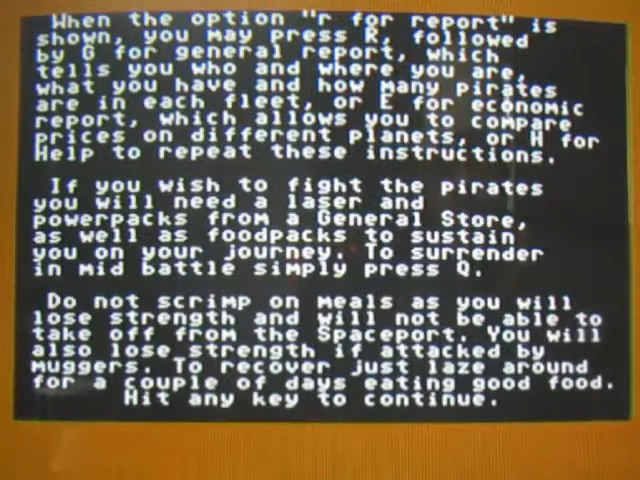 When the option "r for report" is
shown, you may press R, followed
by G for general report, which
tells you who and where you are,
what you have and how many Pirates
are in each fleet, or E for economic
report, which allows you to compare
prices on different planets, or H for
Help to repeat these instructions.
If you wish to fight the pirates
you will need a laser and
powerpacks from a General Store,
as well as foodpacks to sustain
you on your journey. To surrender
in mid battle simply press Q.
Do not scrimp on meals as you will
lose strength and will not be able to
take off from the Spaceport. You will
also lose strength if attacked by
muggers. To recover just laze around
for a couple of days eating good food.
Hit any key to continue.